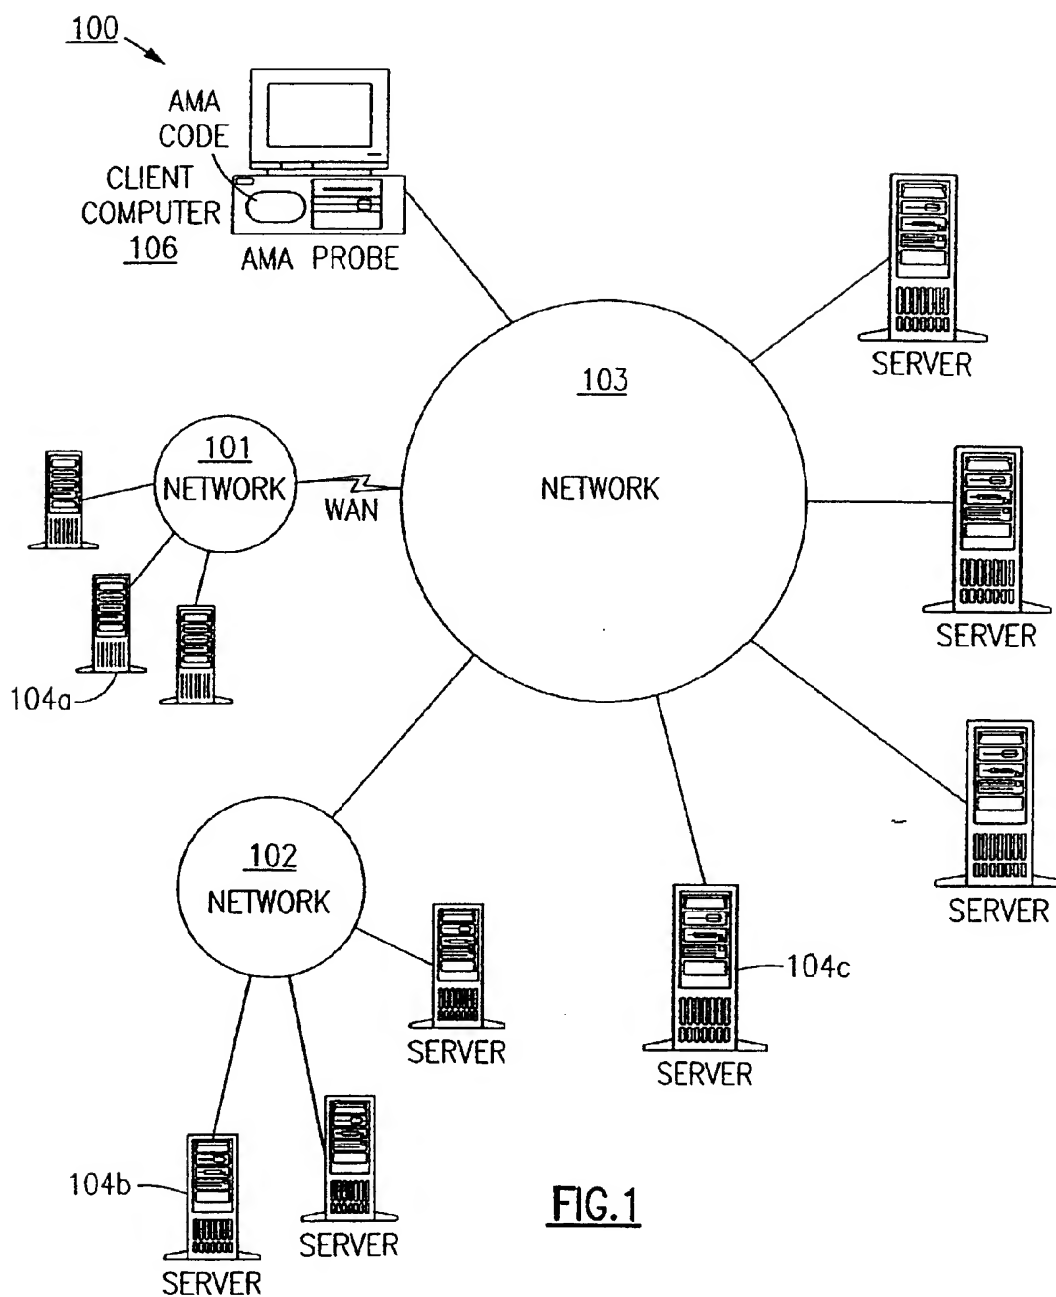 100
AMA
CODE
CLIENT
COMPUTER
106
AMA PROBE
SERVER
103
NETWORK
101
NETWORK
WAN
SERVER
104a
SERVER
102
NETWORK
104c
SERVER
SERVER
104b
SERVER
SERVER
FIG.1